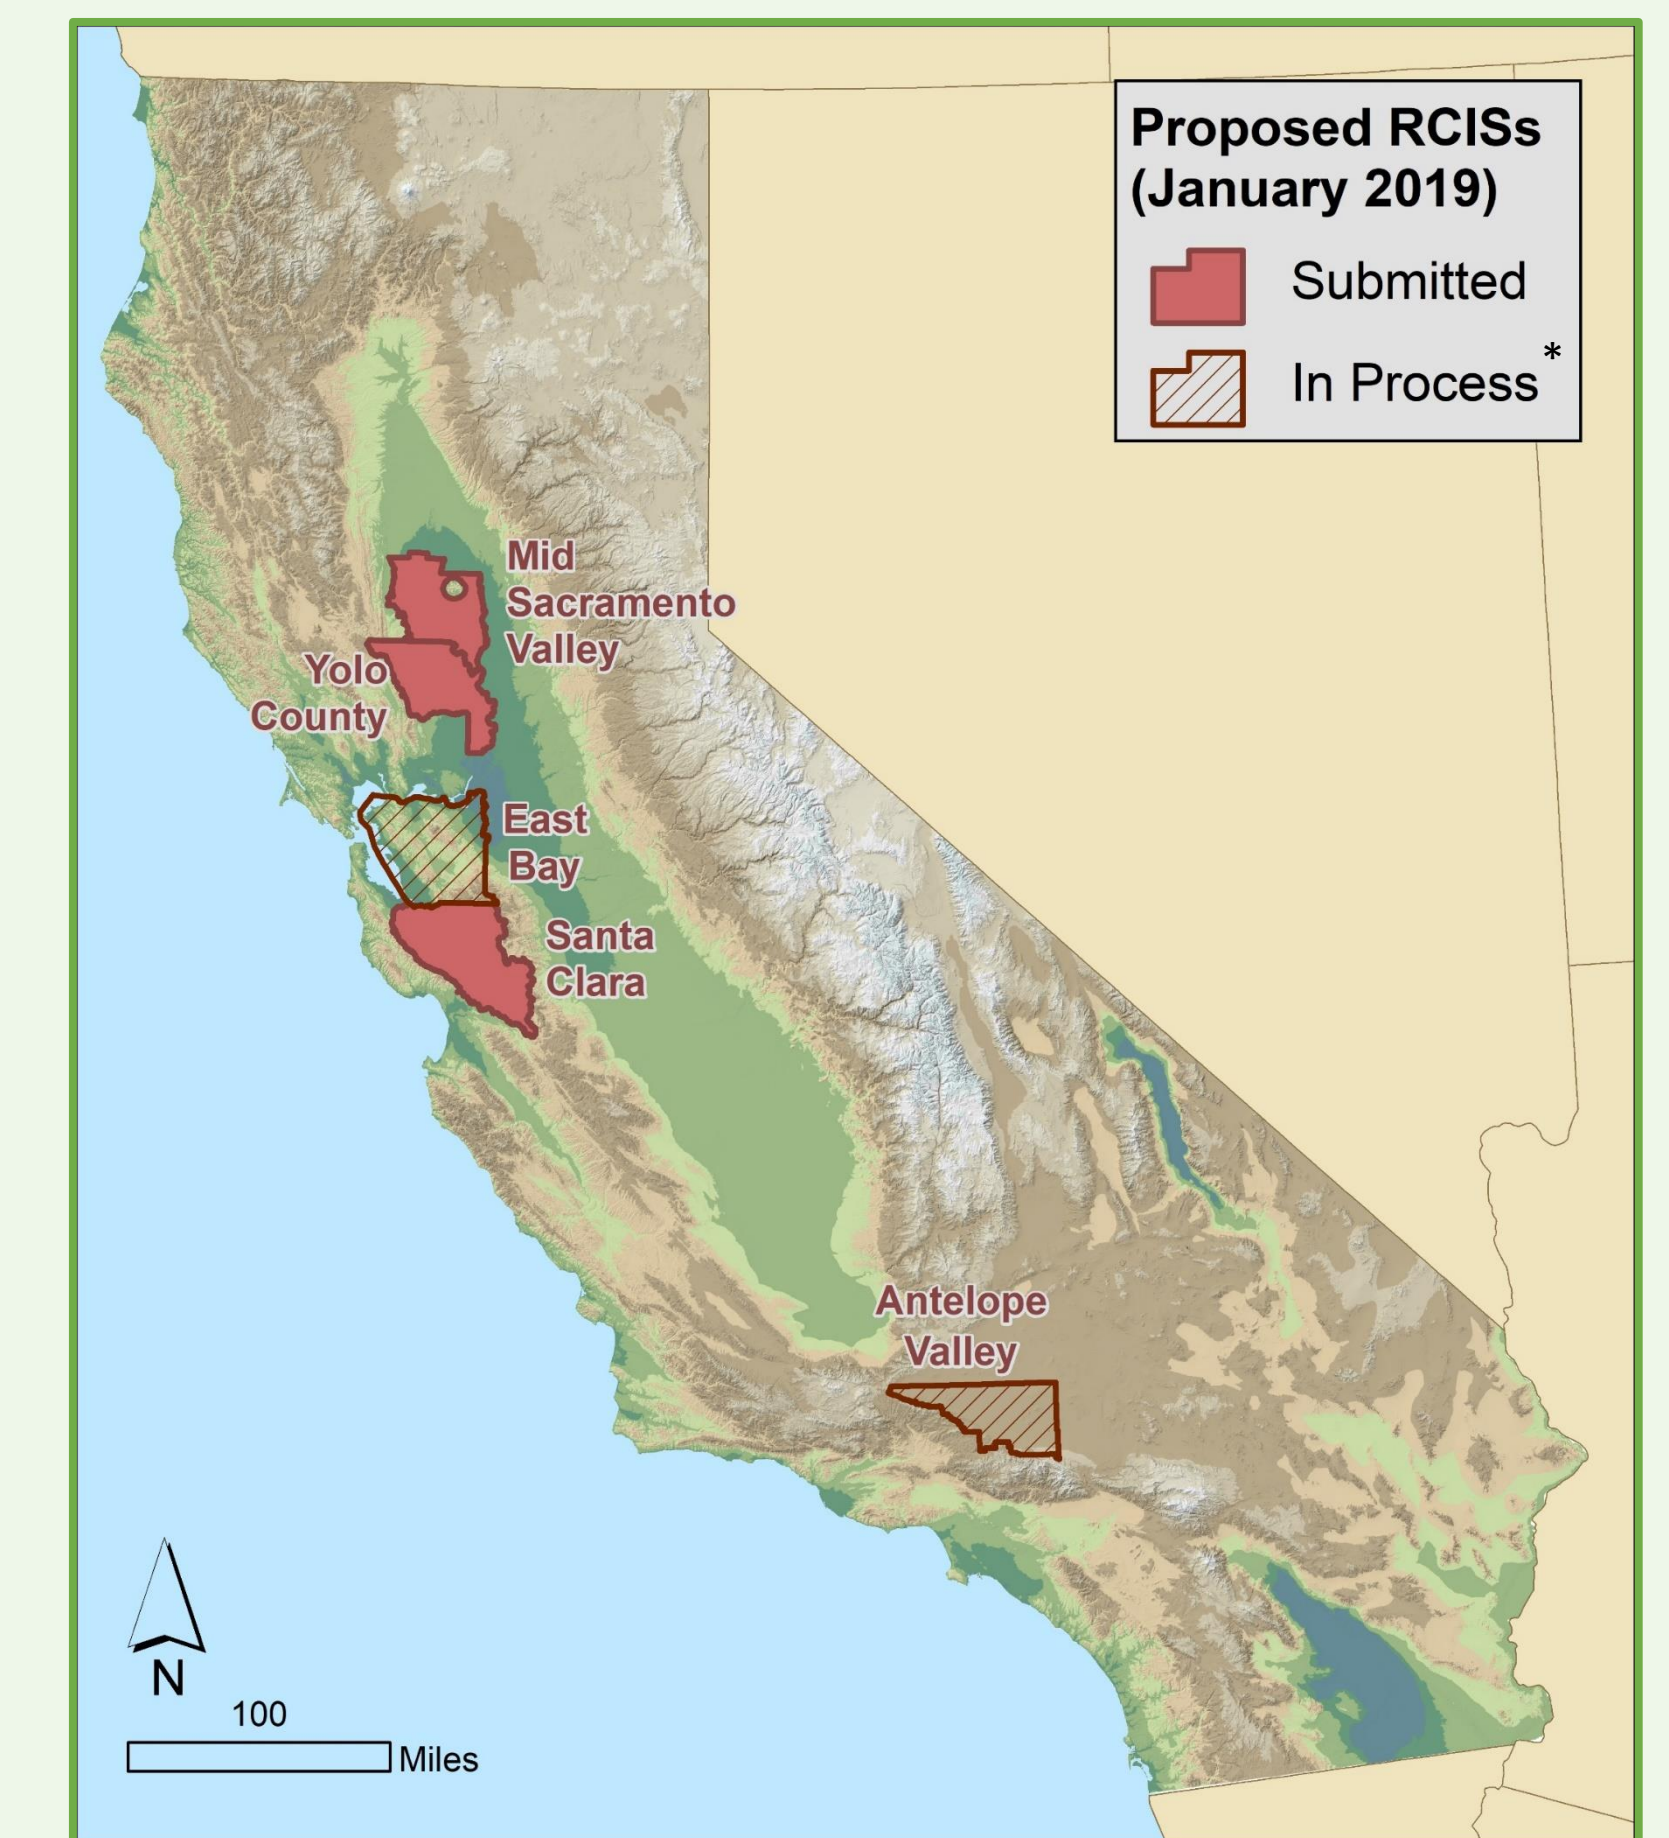 Proposed RCISs
(January 2019)
Submitted
In Process*
Mid
Sacramento
Valley
Yolo
County
East
Bay
Santa
Clara
Antelope
Valley
N
100
Miles